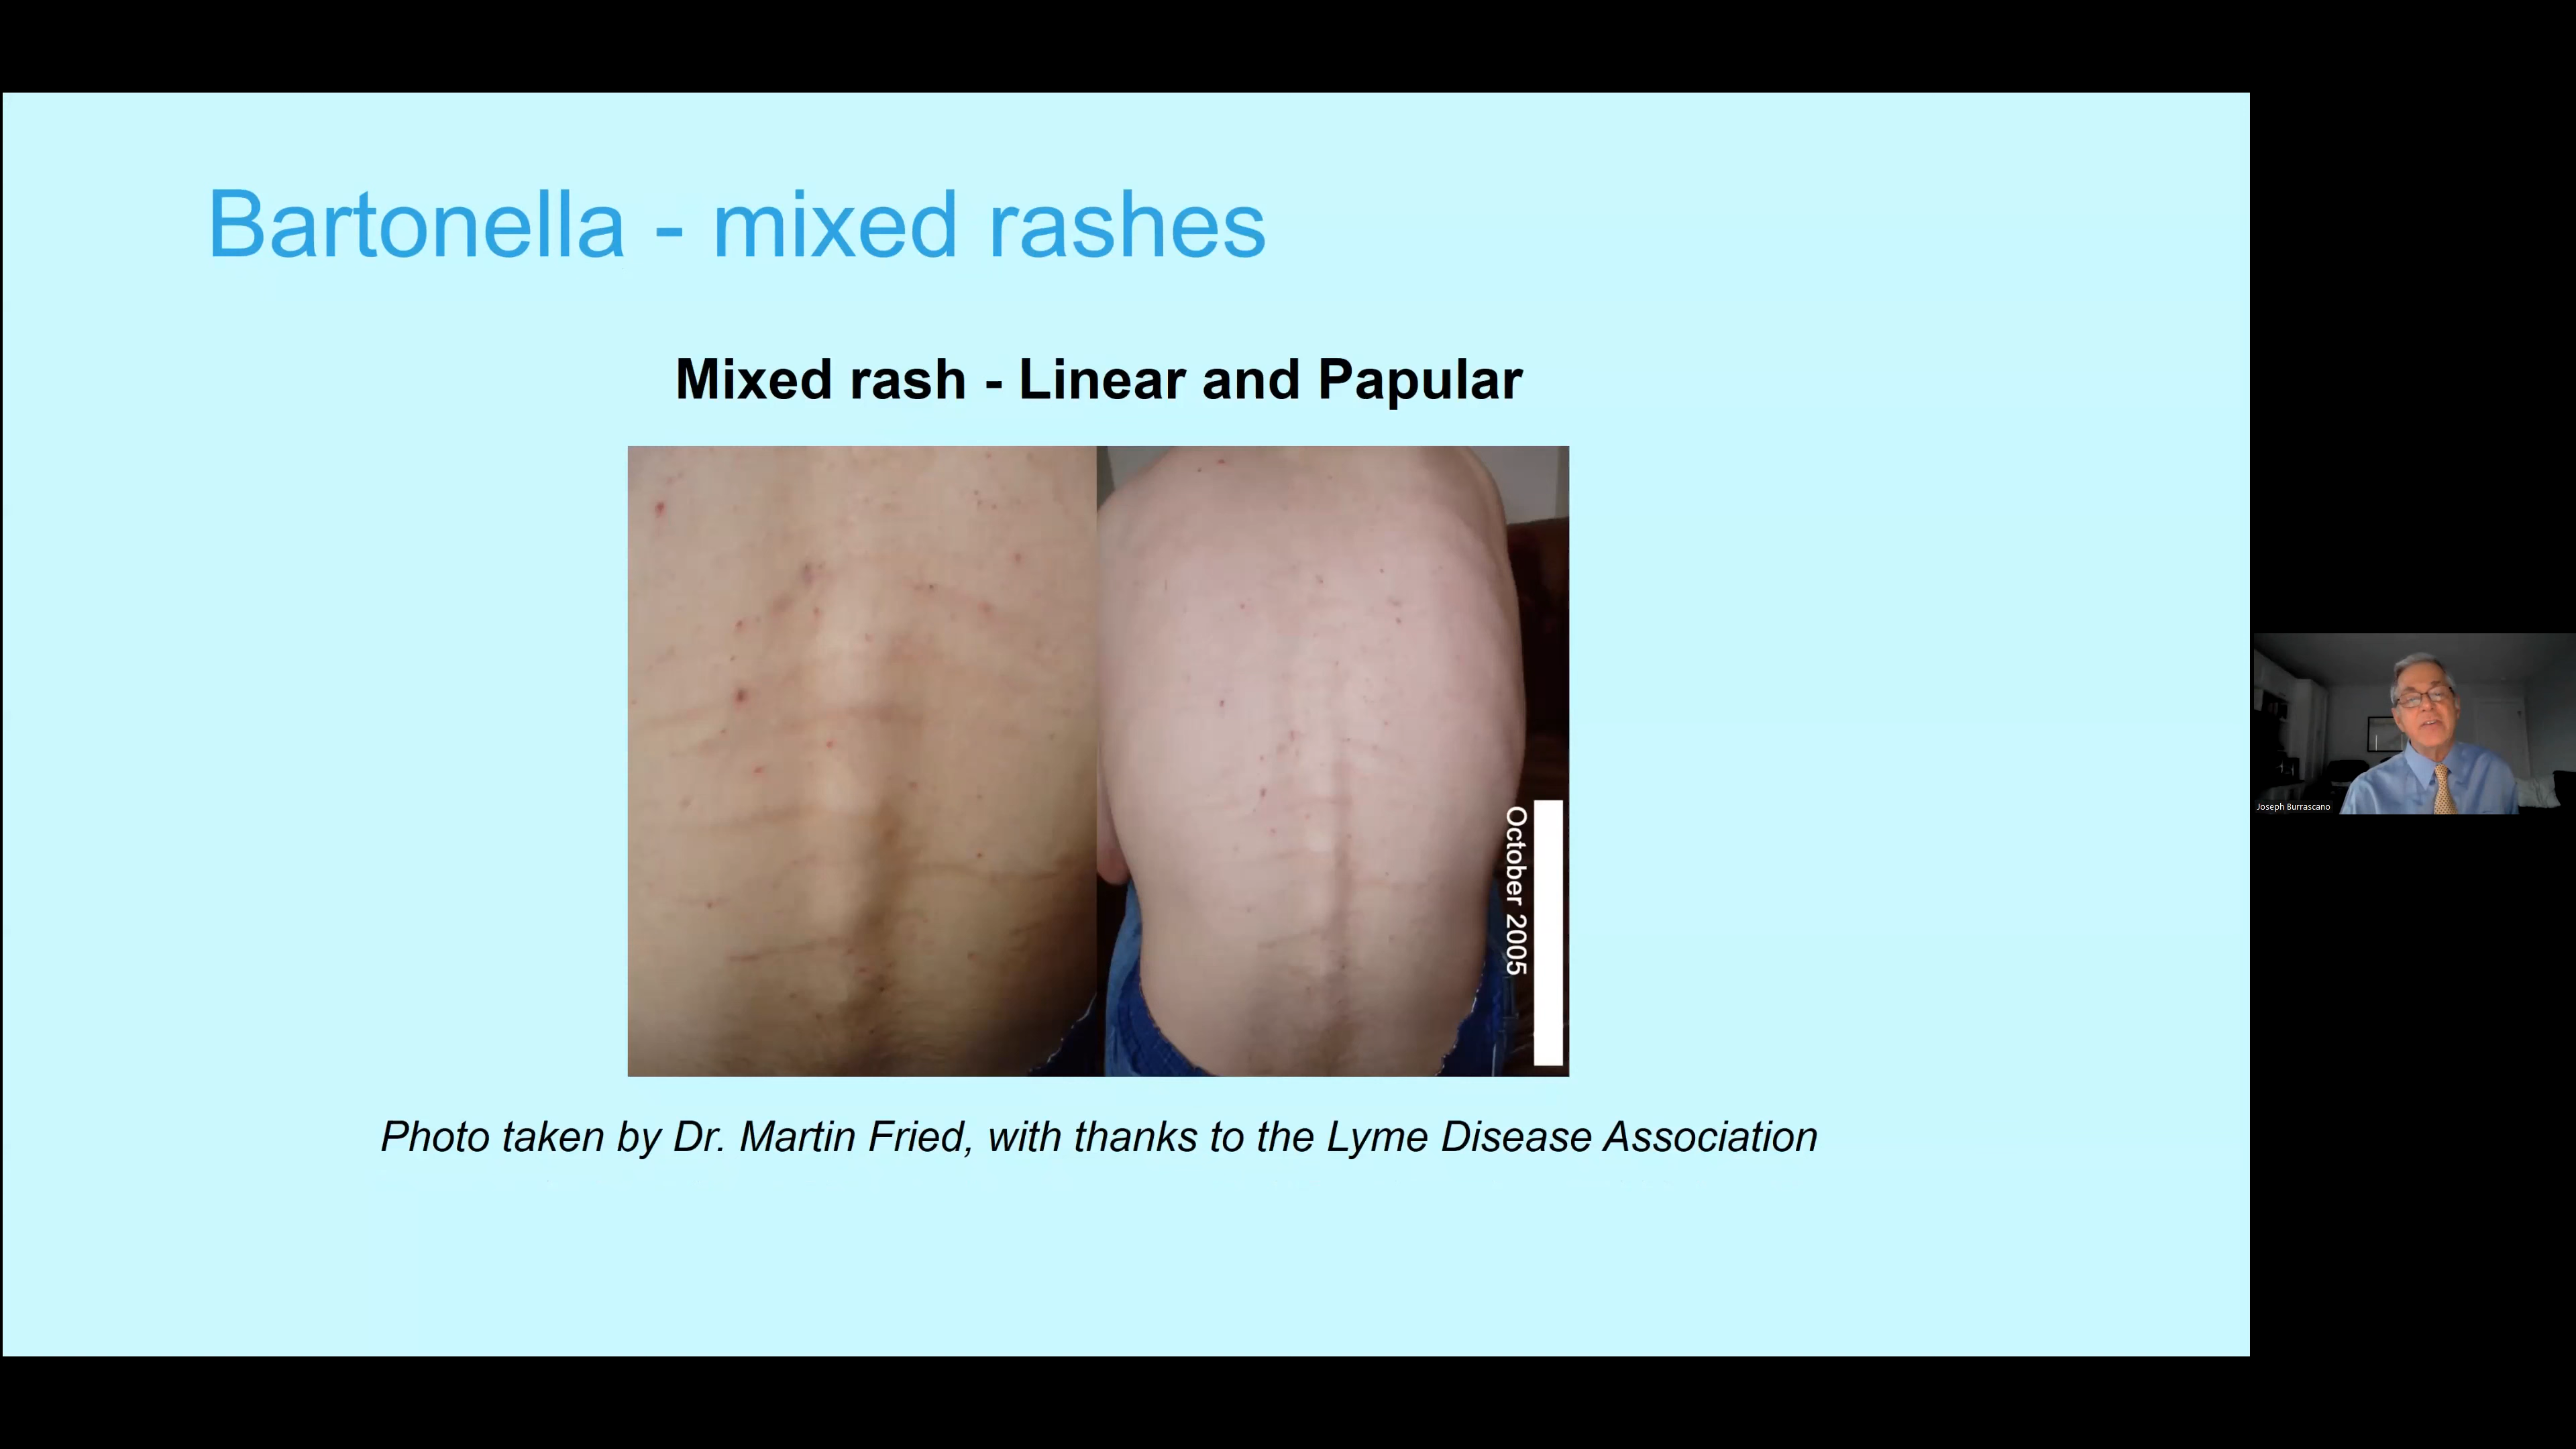 Bartonella - mixed rashes
Mixed rash - Linear and Papular
October 2005
Photo taken by Dr. Martin Fried, with thanks to the Lyme Disease Association
Joseph Burrascano